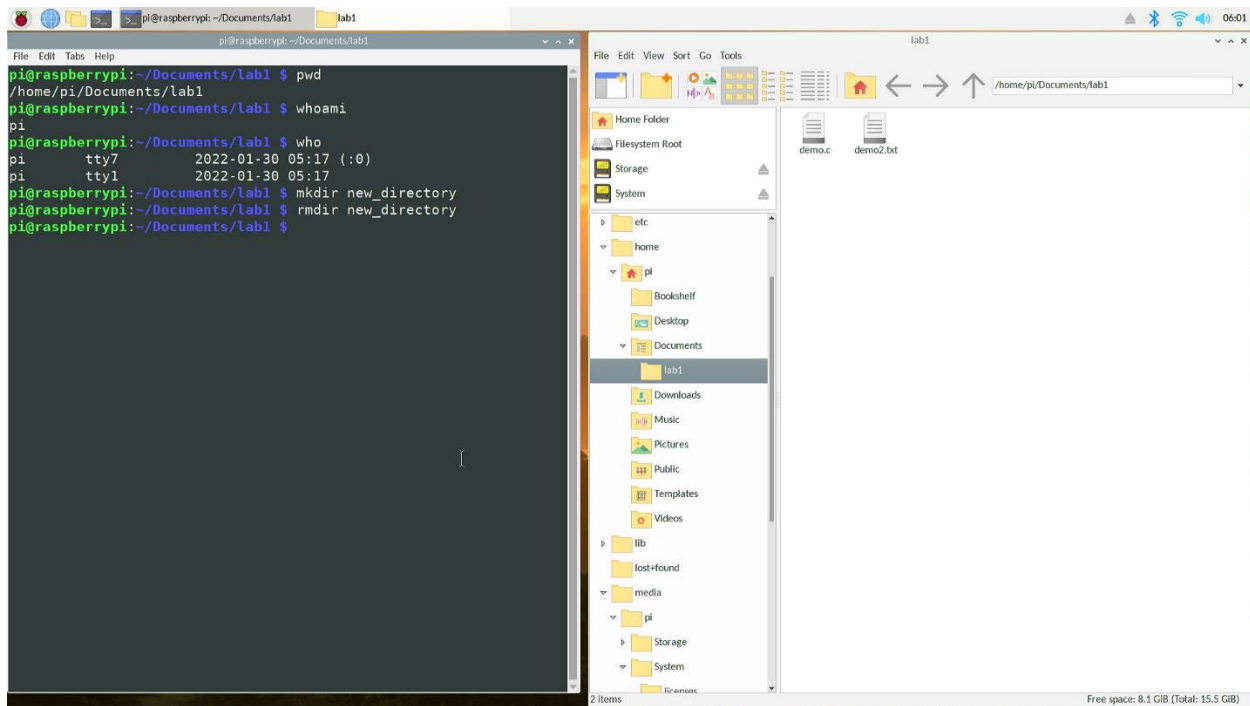 pi@raspberrypi: ~/Documents/lab1
lab1
06:01
pi@raspberrypi: ~/Documents/lab1
File Edit Tabs Help
pi@raspberrypi:~/Documents/lab1 $ pwd
/home/pi/Documents/lab1
pi@raspberrypi:~/Documents/lab1 $ whoami
pi
pi@raspberrypi:~/Documents/lab1 $ who
pi tty7 2022-01-30 05:17 (:0)
pi tty1 2022-01-30 05:17
pi@raspberrypi:~/Documents/lab1 $ mkdir new_directory
pi@raspberrypi:~/Documents/lab1 $ rmdir new_directory
pi@raspberrypi:~/Documents/lab1 $
lab1
File Edit View Sort Go Tools
/home/pi/Documents/lab1
Home Folder
Filesystem Root
Storage
System
etc
home
pi
Bookshelf
Desktop
Documents
lab1
Downloads
Music
Pictures
Public
Templates
Videos
lib
lost+found
media
pi
Storage
System
licenses
demo.c
demo2.txt
2 items
Free space: 8.1 GiB (Total: 15.5 GiB)